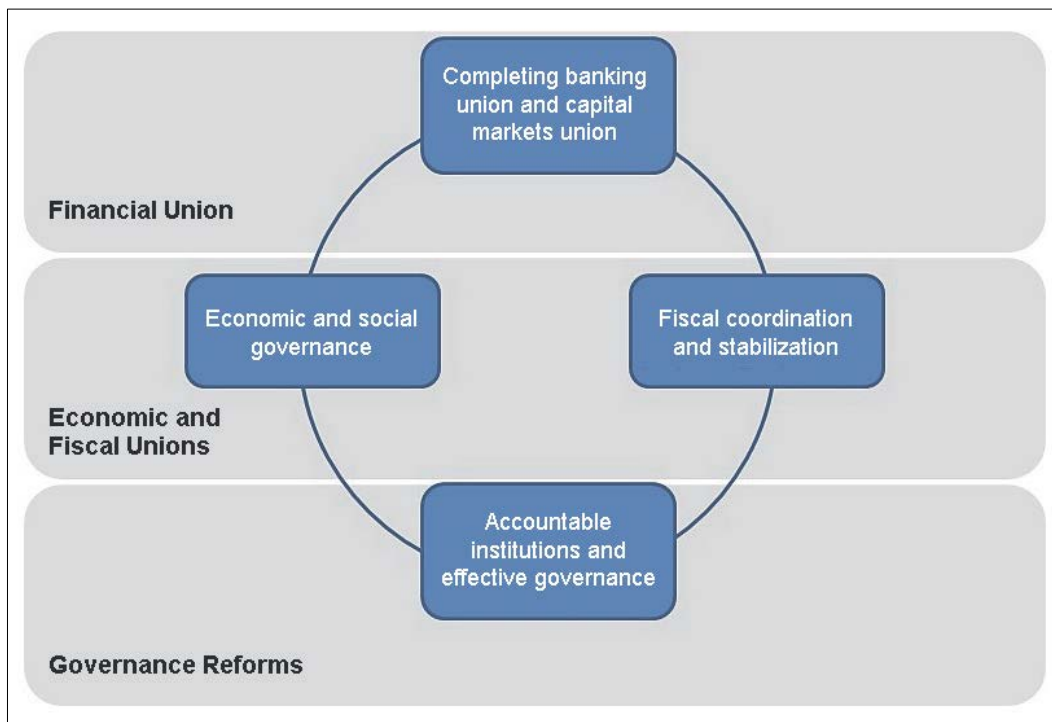 Completing banking
union and capital
markets union
Financial Union
Economic and social
governance
Fiscal coordination
and stabilization
Economic and
Fiscal Unions
Accountable
institutions and
effective governance
Governance Reforms